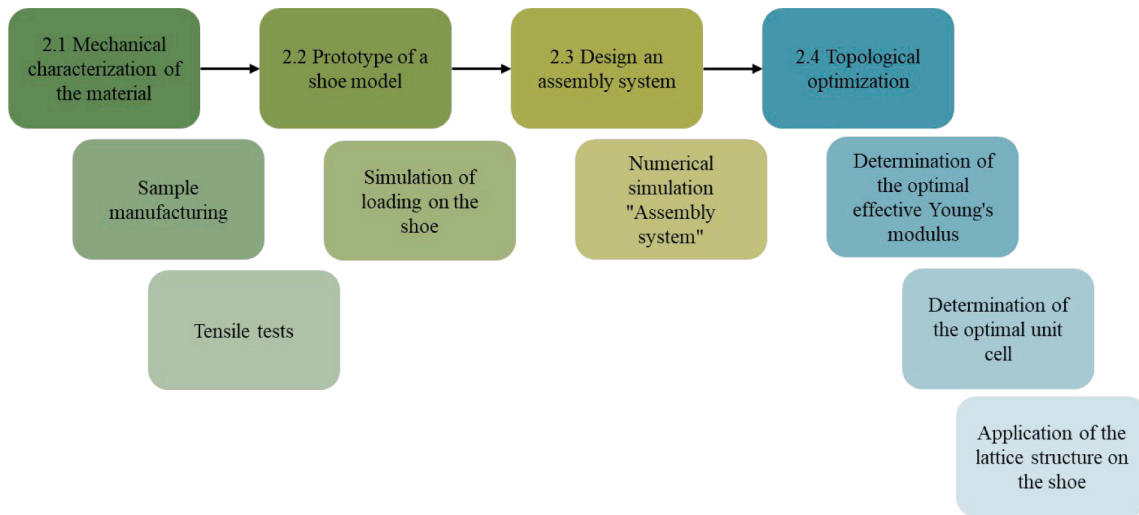 2.1 Mechanical
characterization of
the material
2.2 Prototype of a
shoe model
2.3 Design an
assembly system
2.4 Topological
optimization
Sample
manufacturing
Tensile tests
Simulation of
loading on the
shoe
Numerical
simulation
"Assembly
system"
Determination of
the optimal
effective Young's
modulus
Determination of
the optimal unit
cell
Application of the
lattice structure on
the shoe